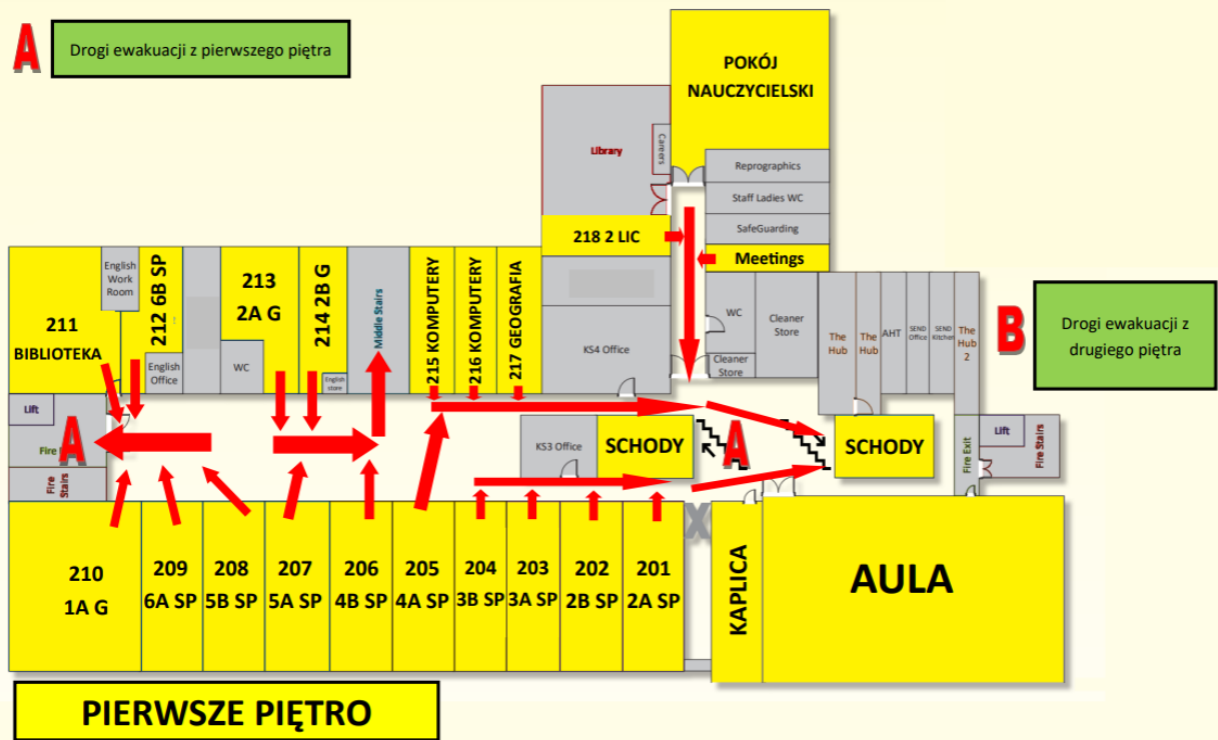 A
Drogi ewakuacji z pierwszego piętra
POKÓJ
NAUCZYCIELSKI
Library
Careers
Reprographics
Staff Ladies WC
SafeGuarding
218 2 LIC
Meetings
211
BIBLIOTEKA
English
Work
Room
212 6B SP
English
Office
213
2A G
WC
214 2B G
English
store
Middle Stairs
215 KOMPUTERY
216 KOMPUTERY
217 GEOGRAFIA
KS4 Office
WC
Cleaner
Store
Cleaner
Store
The
Hub
The
Hub
AHT
SEND
Office
SEND
Kitchen
The
Hub
2
B
Drogi ewakuacji z
drugiego piętra
Lift
Fire
A
Fire
Stairs
KS3 Office
SCHODY
A
SCHODY
Fire Exit
Lift
Fire Stairs
X
210
1A G
209
6A SP
208
5B SP
207
5A SP
206
4B SP
205
4A SP
204
3B SP
203
3A SP
202
2B SP
201
2A SP
KAPLICA
AULA
PIERWSZE PIĘTRO